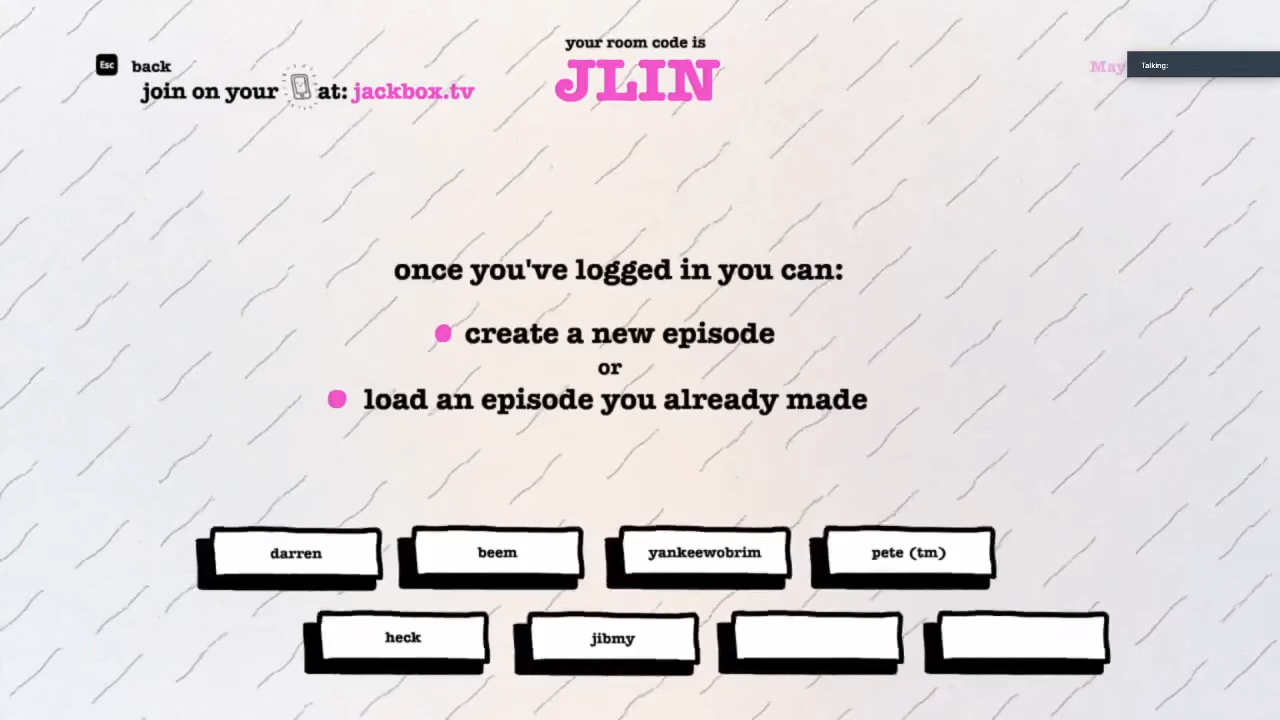 your room code is
JLIN
Esc back
join on your at: jackbox.tv
May
Talking:
once you've logged in you can:
create a new episode
or
load an episode you already made
darren
beem
yankeewobrim
pete (tm)
heck
jibmy